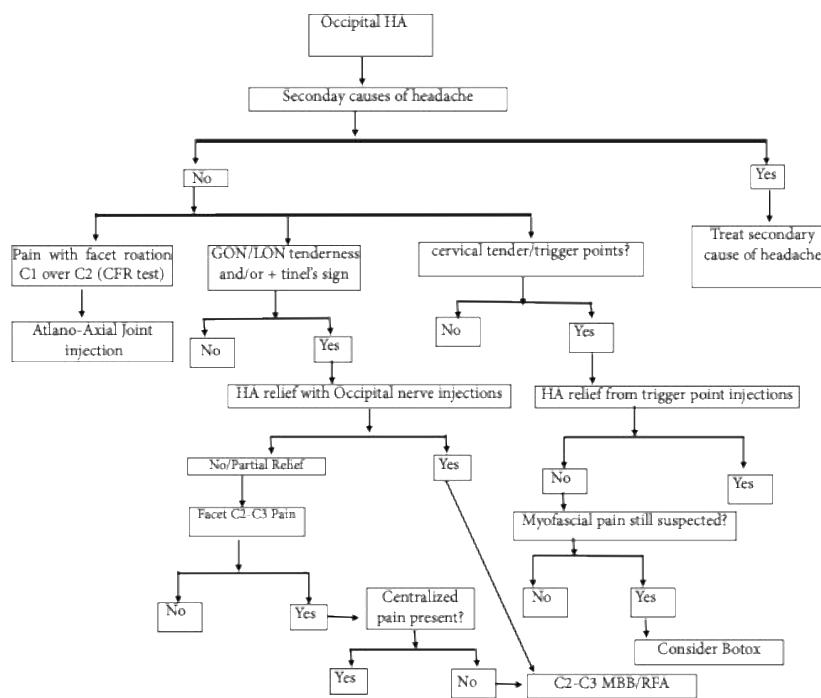 Occipital HA
Seconday causes of headache
No
Yes
Pain with facet roation
C1 over C2 (CFR test)
GON/LON tenderness
and/or + tinel's sign
cervical tender/trigger points?
Treat secondary
cause of headache
Atlano-Axial Joint
injection
No
Yes
No
Yes
HA relief with Occipital nerve injections
HA relief from trigger point injections
No/Partial Relief
Yes
No
Yes
Facet C2-C3 Pain
Myofascial pain still suspected?
No
Yes
Centralized
pain present?
No
Yes
Consider Botox
Yes
No
C2-C3 MBB/RFA